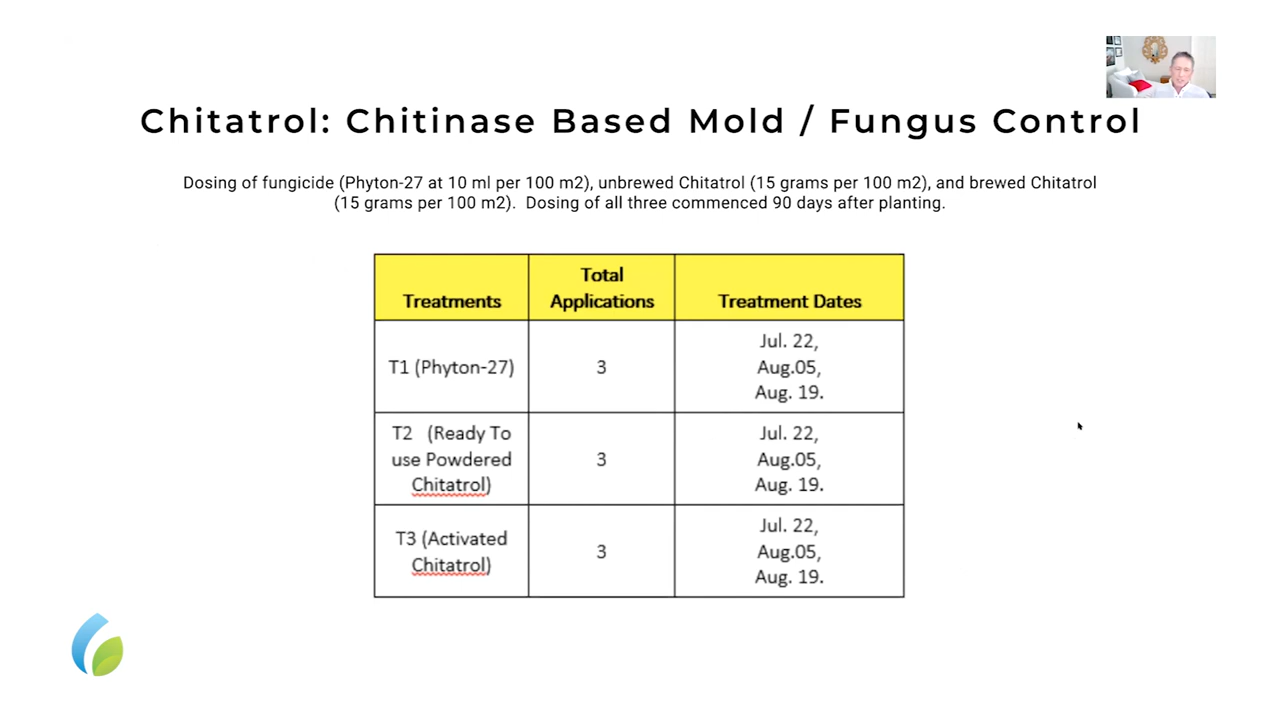 Chitatrol: Chitinase Based Mold / Fungus Control
Dosing of fungicide (Phyton-27 at 10 ml per 100 m2), unbrewed Chitatrol (15 grams per 100 m2), and brewed Chitatrol
(15 grams per 100 m2).  Dosing of all three commenced 90 days after planting.
Treatments
Total
Applications
Treatment Dates
T1 (Phyton-27)
3
Jul. 22,
Aug.05,
Aug. 19.
T2   (Ready To
use Powdered
Chitatrol)
3
Jul. 22,
Aug.05,
Aug. 19.
T3 (Activated
Chitatrol)
3
Jul. 22,
Aug.05,
Aug. 19.